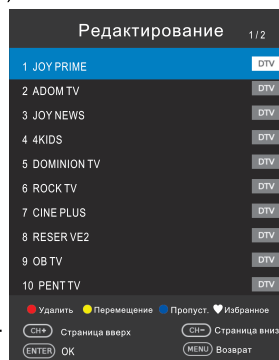 Редактирование 1/2
1 JOY PRIME DTV
2 ADOM TV DTV
3 JOY NEWS DTV
4 4KIDS DTV
5 DOMINION TV DTV
6 ROCK TV DTV
7 CINE PLUS DTV
8 RESER VE2 DTV
9 OB TV DTV
10 PENT TV DTV
Удалить Перемещение Пропуст. Избранное
CH+ Страница вверх CH- Страница вниз
ENTER OK MENU Возврат